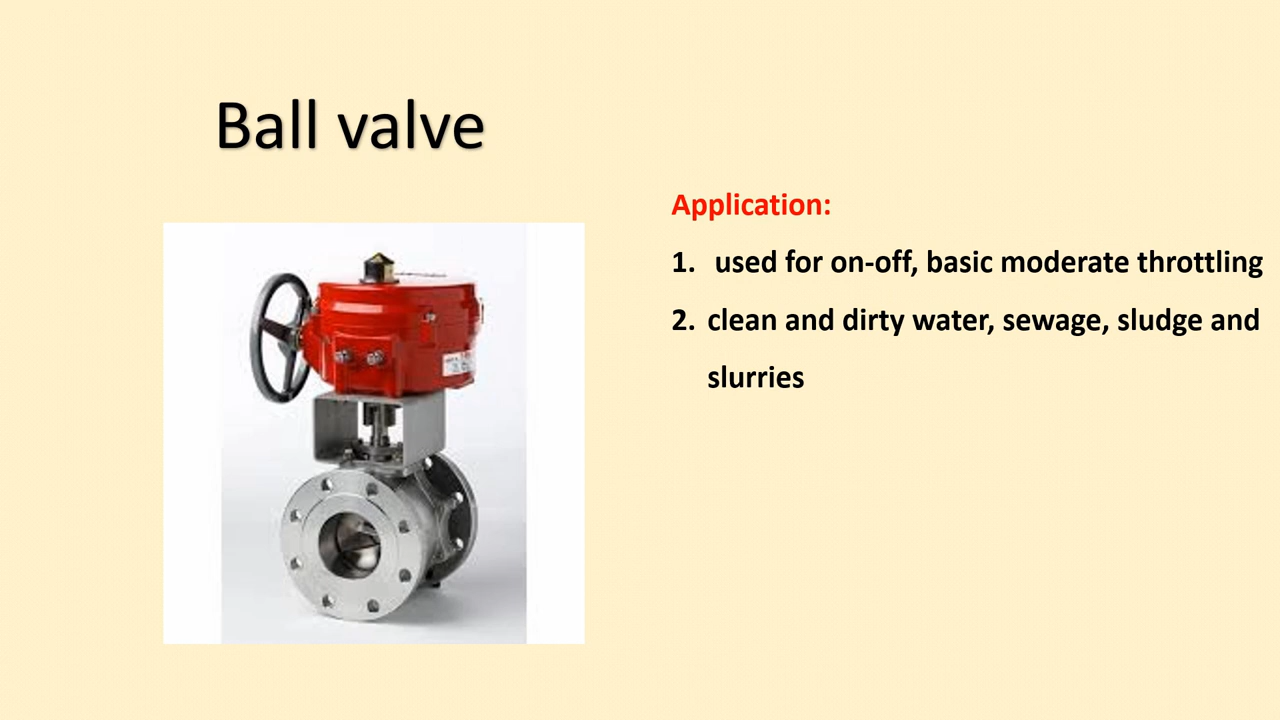 Ball valve
Application:
1. used for on-off, basic moderate throttling
2. clean and dirty water, sewage, sludge and
slurries